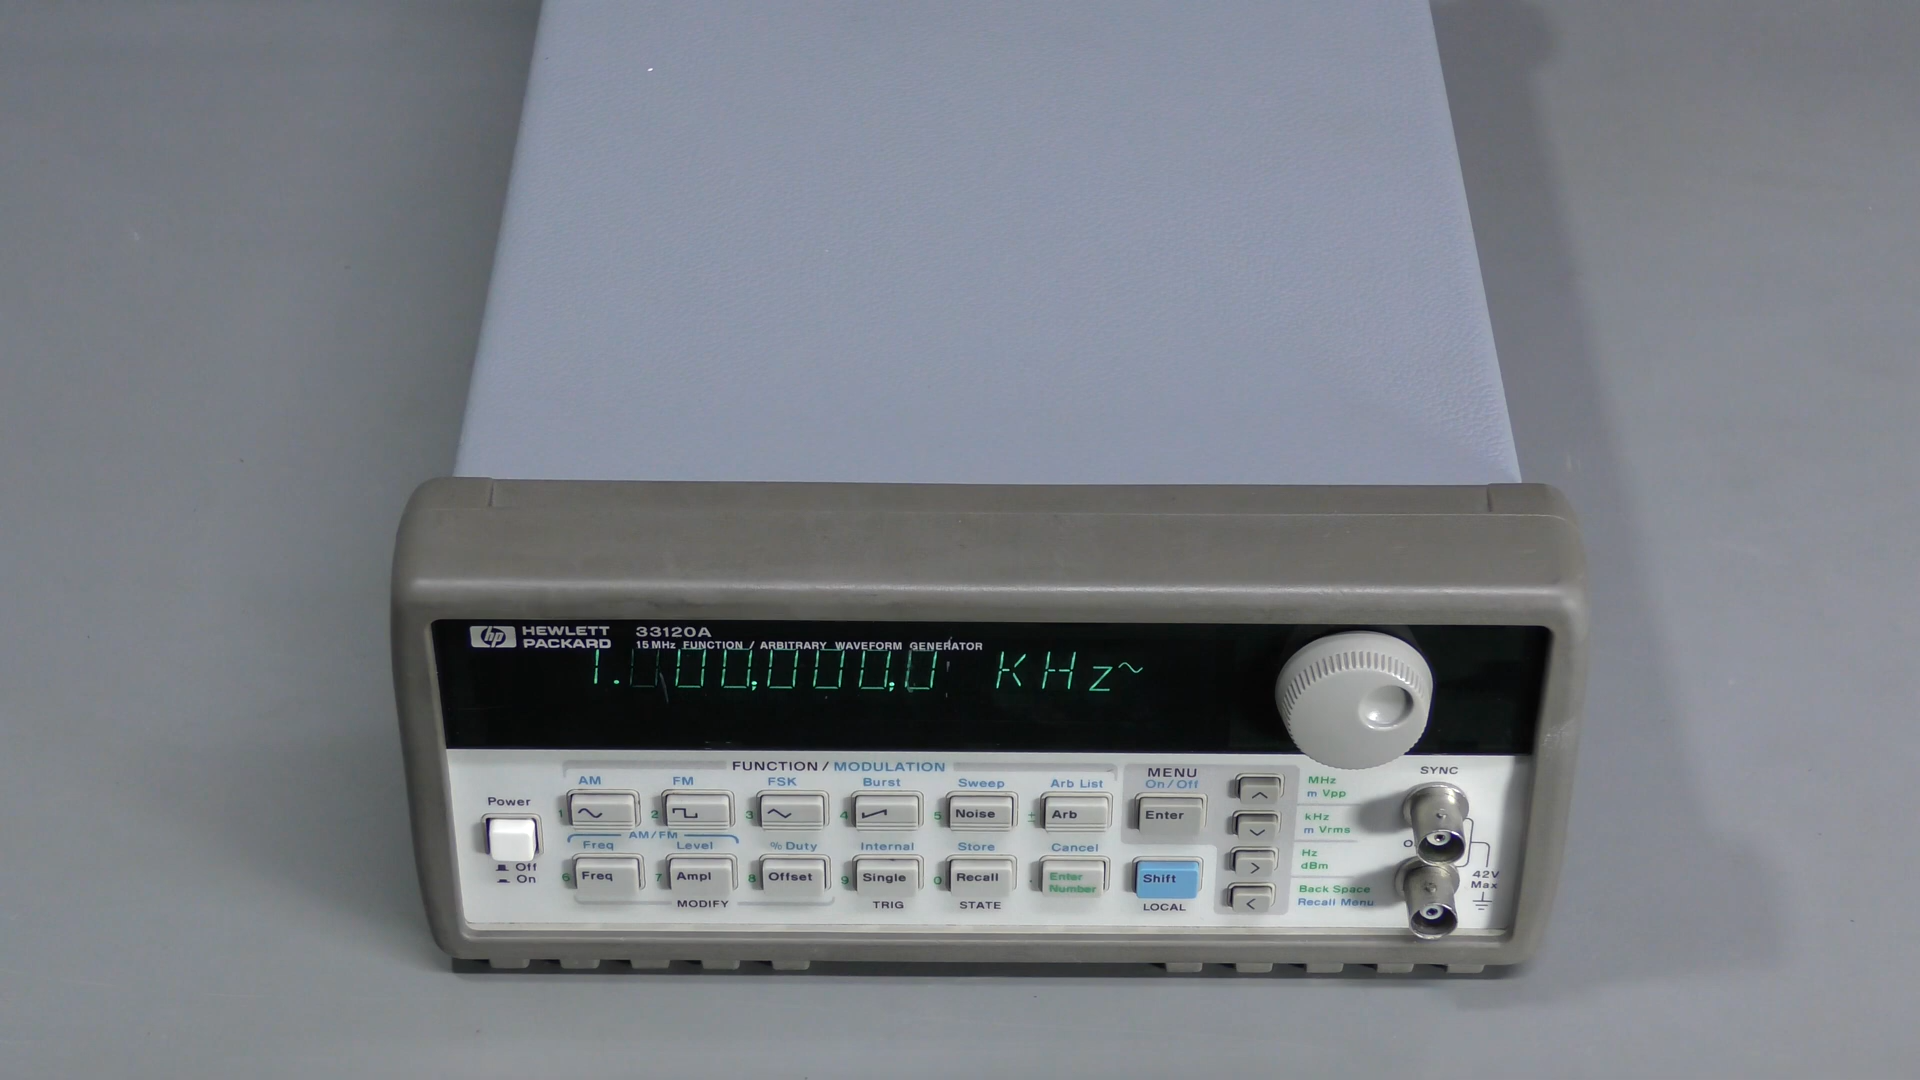 hp HEWLETT PACKARD
33120A
15 MHz FUNCTION / ARBITRARY WAVEFORM GENERATOR
1.000,000,0 KHz~
FUNCTION / MODULATION
AM FM FSK Burst Sweep Arb List
MENU
On / Off
Power
1 2 3 4 5 Noise ± Arb Enter
Off
On
AM / FM
Freq Level % Duty Internal Store Cancel
6 Freq 7 Ampl 8 Offset 9 Single 0 Recall . Enter Number Shift
MODIFY TRIG STATE LOCAL
^
v
>
<
MHz
m Vpp
kHz
m Vrms
Hz
dBm
Back Space
Recall Menu
SYNC
42V
Max